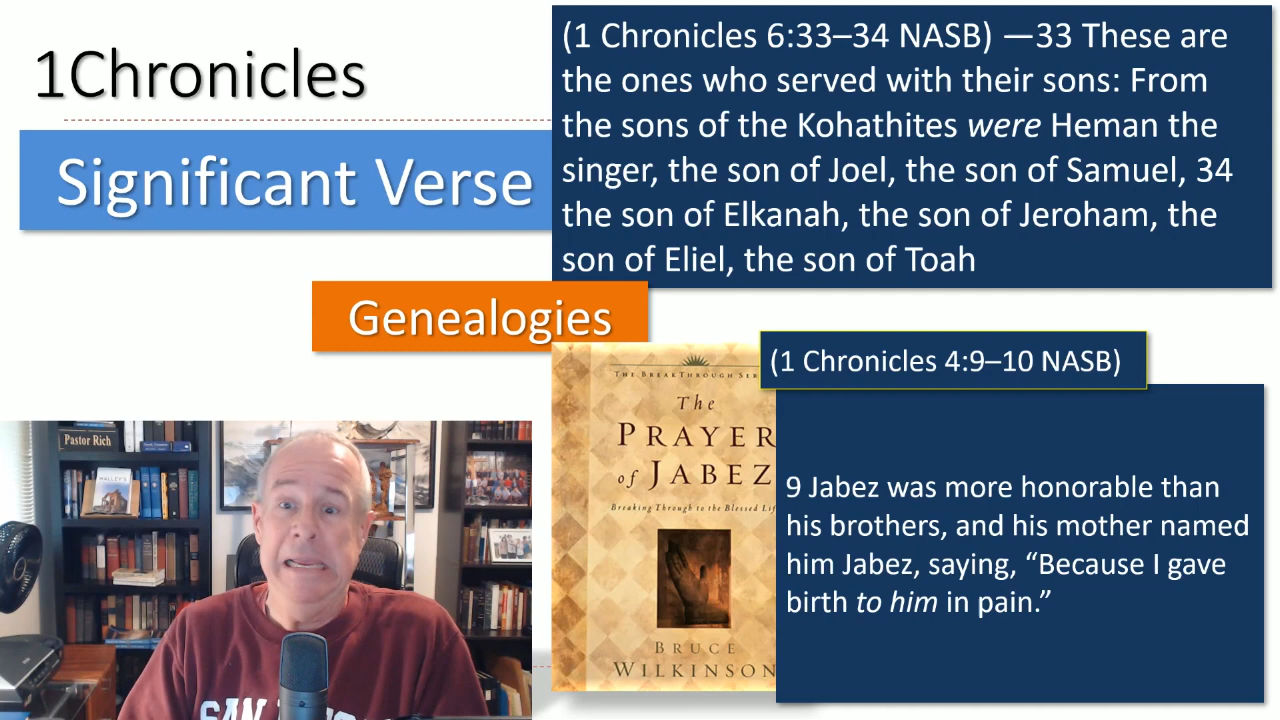 1Chronicles
Significant Verse
(1 Chronicles 6:33–34 NASB) —33 These are
the ones who served with their sons: From
the sons of the Kohathites were Heman the
singer, the son of Joel, the son of Samuel, 34
the son of Elkanah, the son of Jeroham, the
son of Eliel, the son of Toah
Genealogies
(1 Chronicles 4:9–10 NASB)
THE BREAKTHROUGH SER
The
PRAYER
of JABEZ
Breaking Through to the Blessed Lif
BRUCE
WILKINSON
9 Jabez was more honorable than
his brothers, and his mother named
him Jabez, saying, “Because I gave
birth to him in pain.”
Pastor Rich
HALLEY'S
SAN